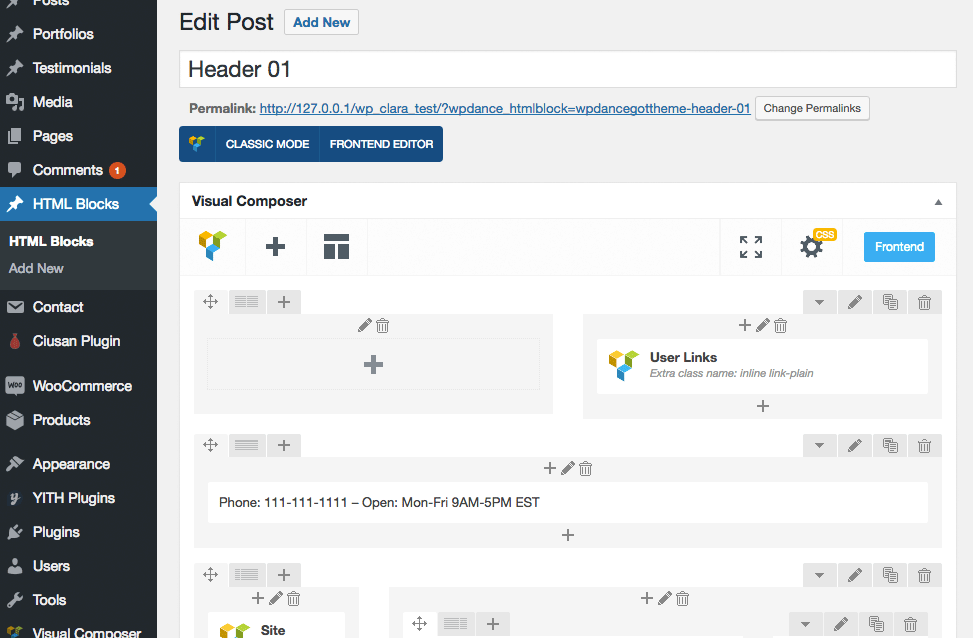 Posts
Portfolios
Testimonials
Media
Pages
Comments 1
HTML Blocks
HTML Blocks
Add New
Contact
Ciusan Plugin
WOO WooCommerce
Products
Appearance
YITH Plugins
Plugins
Users
Tools
Visual Composer
Edit Post Add New
Header 01
Permalink: http://127.0.0.1/wp_clara_test/?wpdance_htmlblock=wpdancegottheme-header-01 Change Permalinks
CLASSIC MODE FRONTEND EDITOR
Visual Composer
CSS
Frontend
User Links
Extra class name: inline link-plain
Phone: 111-111-1111 – Open: Mon-Fri 9AM-5PM EST
Site